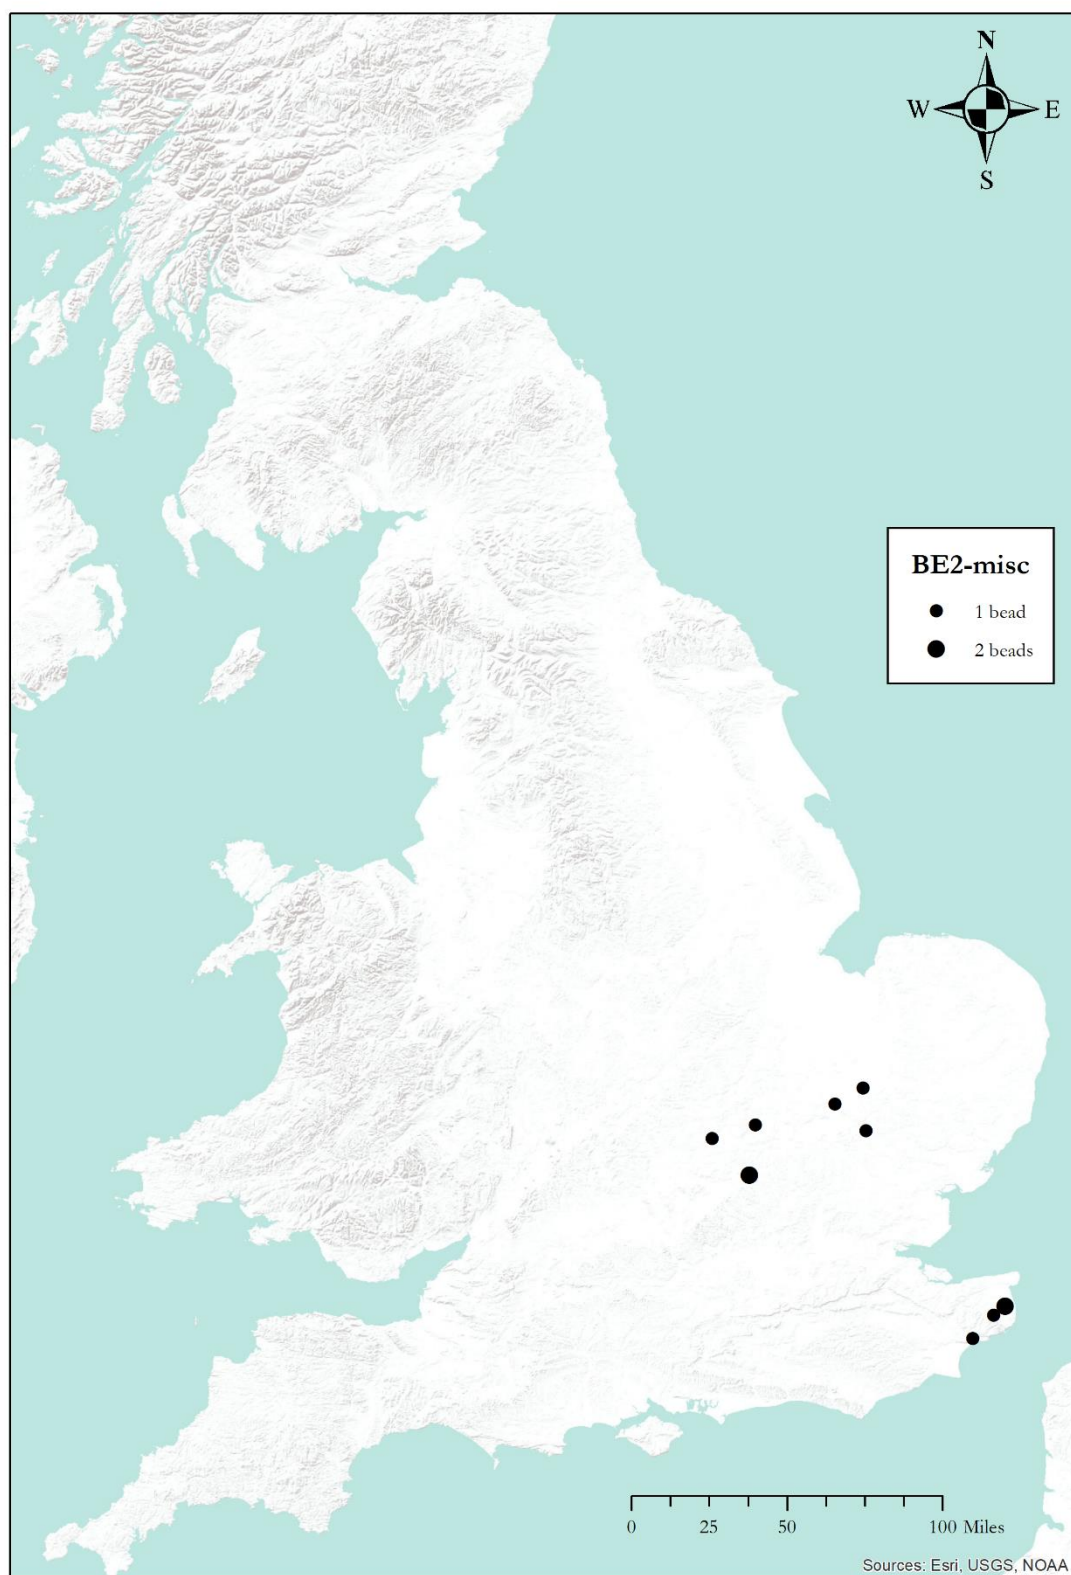 N
W E
S
BE2-misc
1 bead
2 beads
0 25 50 100 Miles
Sources: Esri, USGS, NOAA